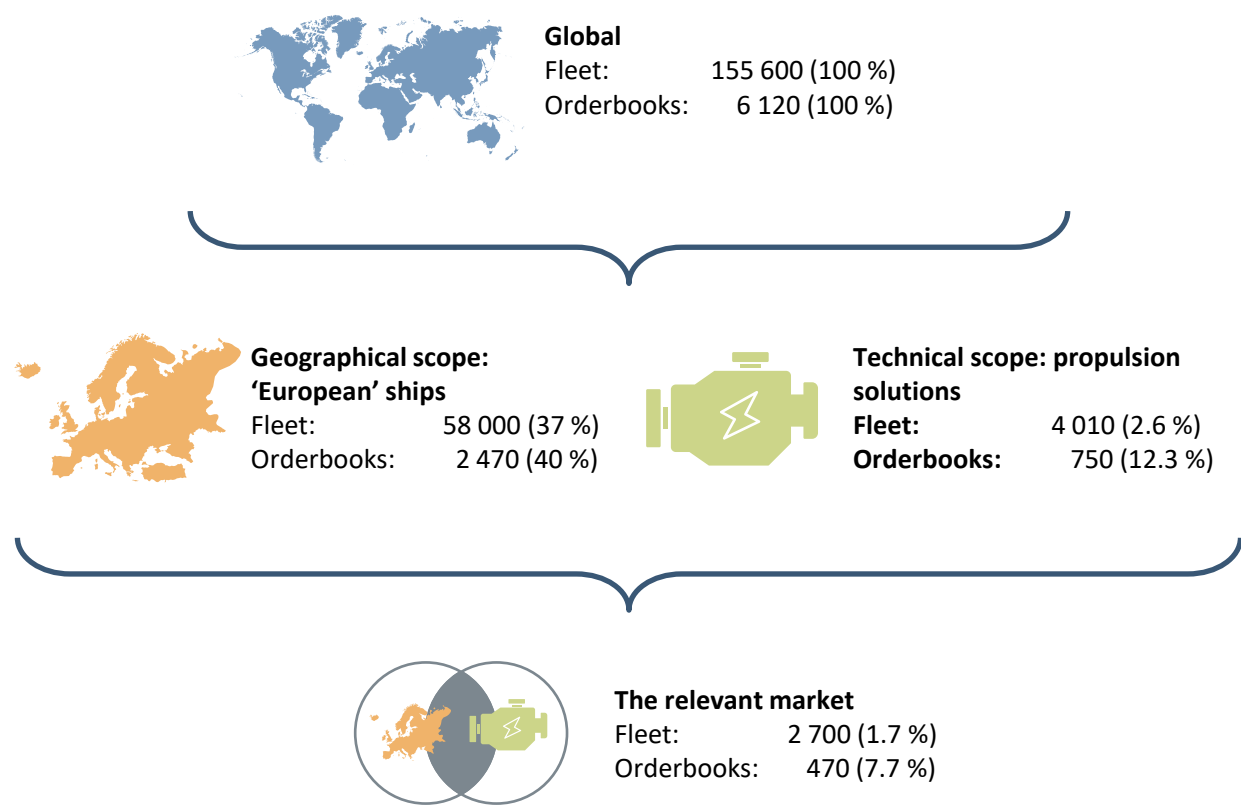 Global
Fleet: 155 600 (100 %)
Orderbooks: 6 120 (100 %)
Geographical scope:
‘European’ ships
Fleet: 58 000 (37 %)
Orderbooks: 2 470 (40 %)
Technical scope: propulsion
solutions
Fleet: 4 010 (2.6 %)
Orderbooks: 750 (12.3 %)
The relevant market
Fleet: 2 700 (1.7 %)
Orderbooks: 470 (7.7 %)